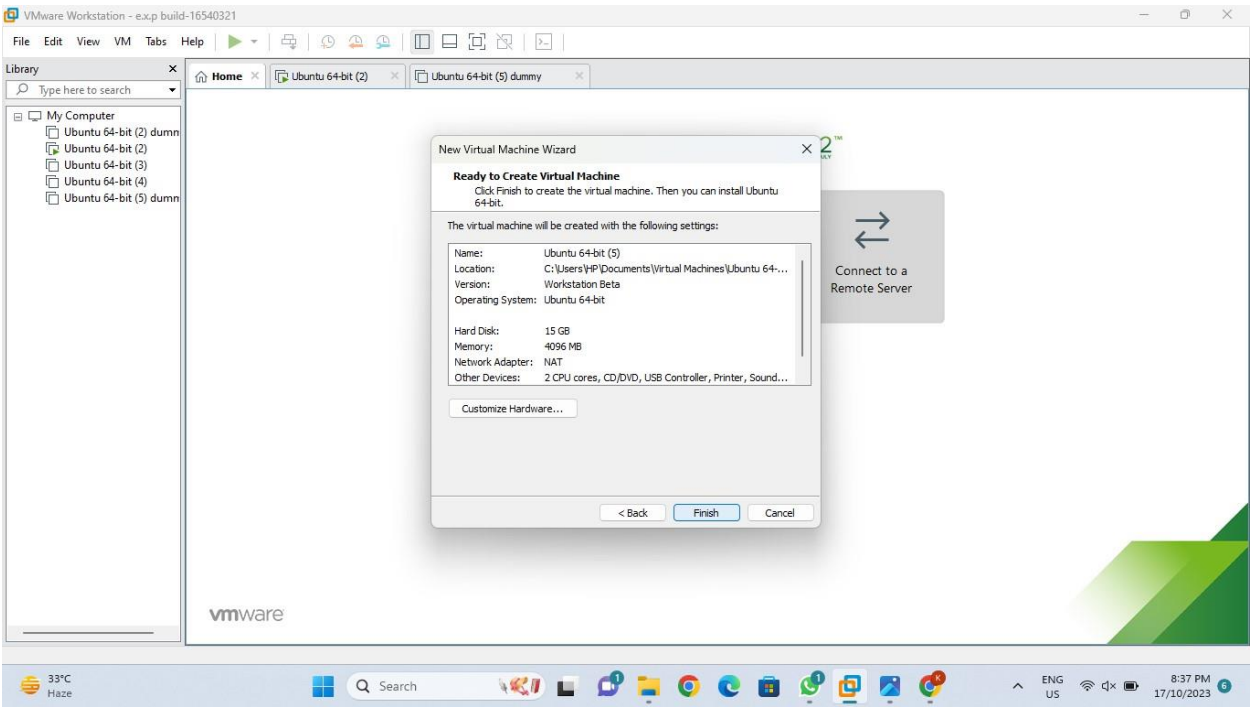 VMware Workstation - e.x.p build-16540321
File Edit View VM Tabs Help
Library
Type here to search
My Computer
Ubuntu 64-bit (2) dumn
Ubuntu 64-bit (2)
Ubuntu 64-bit (3)
Ubuntu 64-bit (4)
Ubuntu 64-bit (5) dumn
Home
Ubuntu 64-bit (2)
Ubuntu 64-bit (5) dummy
2™
New Virtual Machine Wizard
Ready to Create Virtual Machine
Click Finish to create the virtual machine. Then you can install Ubuntu
64-bit.
The virtual machine will be created with the following settings:
Name: Ubuntu 64-bit (5)
Location: C:\Users\HP\Documents\Virtual Machines\Ubuntu 64-...
Version: Workstation Beta
Operating System: Ubuntu 64-bit
Hard Disk: 15 GB
Memory: 4096 MB
Network Adapter: NAT
Other Devices: 2 CPU cores, CD/DVD, USB Controller, Printer, Sound...
Customize Hardware...
< Back Finish Cancel
Connect to a
Remote Server
vmware
33°C
Haze
Search
1
1
K
ENG
US
8:37 PM
17/10/2023
6